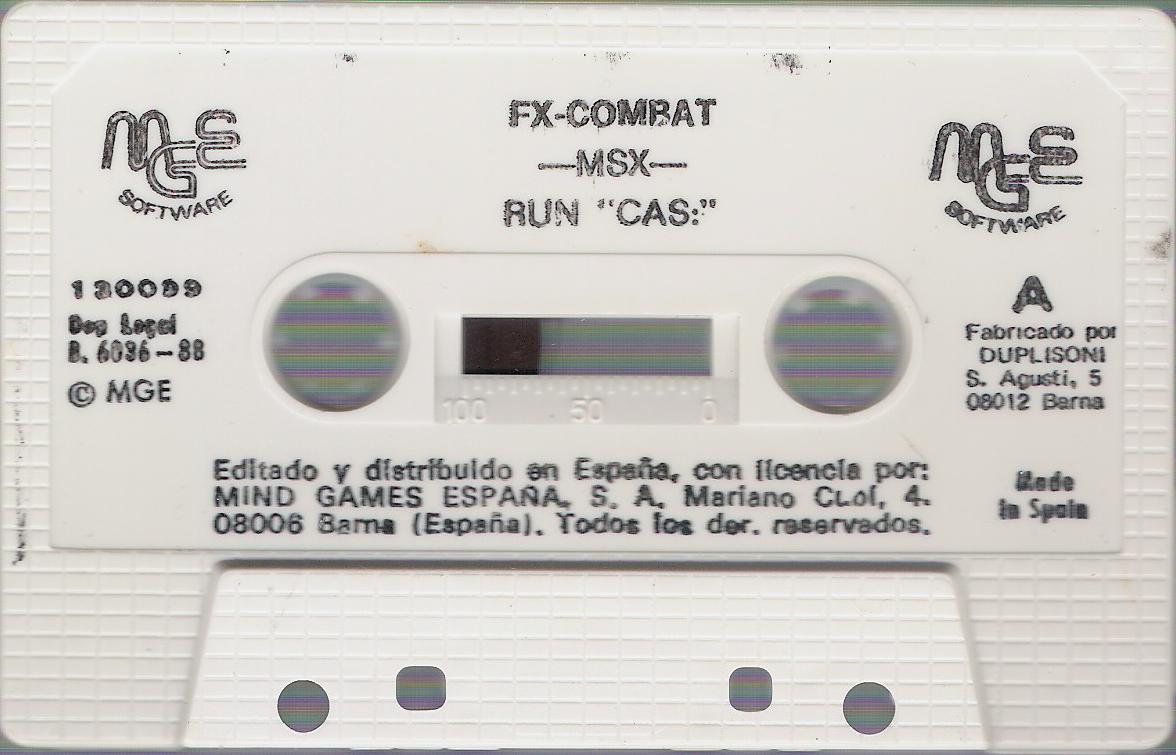 MGE
SOFTWARE
FX-COMBAT
—MSX—
RUN "CAS:"
MGE
SOFTWARE
130099
Dep Legal
B. 6036-88
© MGE
100 50 0
A
Fabricado por
DUPLISONI
S. Agustí, 5
08012 Barna
Editado y distribuido en España, con licencia por:
MIND GAMES ESPAÑA, S. A. Mariano 4.
08006 Barna (España). Todos los der. reservados.
Made
in Spain